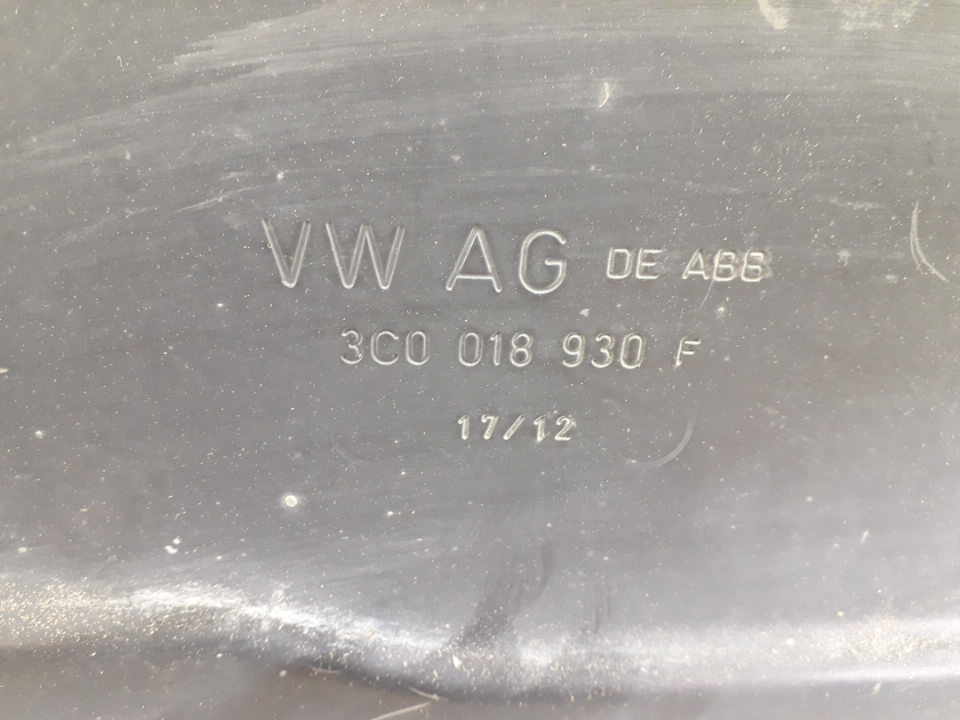 VW AG DE ABB
3C0 018 930 F
17/12